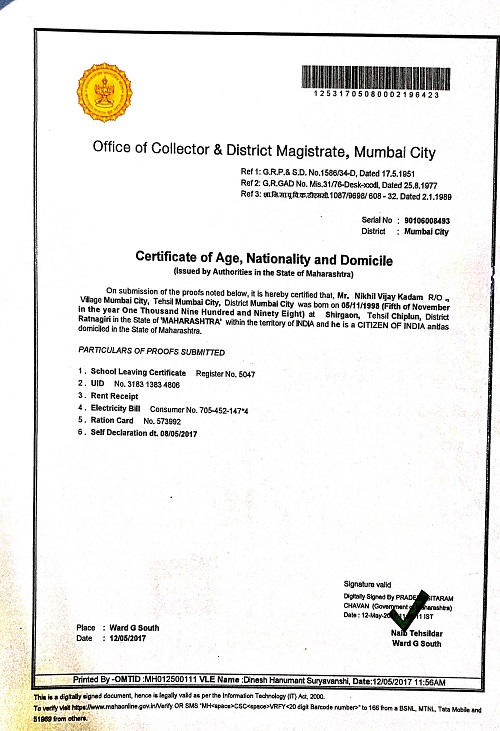 12531705080002196423
Office of Collector & District Magistrate, Mumbai City
Ref 1: G.R.P.& S.D. No.1586/34-D, Dated 17.5.1951
Ref 2: G.R.GAD No. Mis.31/76-Desk-xxxdi, Dated 25.8.1977
Ref 3: 1087/9698/ 608 - 32. Dated 2.1.1989
Serial No : 90106008493
District : Mumbai City
Certificate of Age, Nationality and Domicile
(Issued by Authorities in the State of Maharashtra)
On submission of the proofs noted below, it is hereby certified that, Mr. Nikhil Vijay Kadam R/O .,
Village Mumbai City, Tehsil Mumbai City, District Mumbai City was born on 05/11/1998 (Fifth of November
in the year One Thousand Nine Hundred and Ninety Eight) at Shirgaon, Tehsil Chiplun, District
Ratnagiri in the State of 'MAHARASHTRA' within the territory of INDIA and he is a CITIZEN OF INDIA and
domiciled in the State of Maharashtra.
PARTICULARS OF PROOFS SUBMITTED
1 . School Leaving Certificate Register No. 5047
2 . UID No. 3183 1383 4806
3 . Rent Receipt
4 . Electricity Bill Consumer No. 705-452-147*4
5 . Ration Card No. 573992
6 . Self Declaration dt. 08/05/2017
Signature valid
Digitally Signed By SITARAM
CHAVAN (Government of Maharashtra)
Date : 12-May- IST
Naib Tehsildar
Ward G South
Place : Ward G South
Date : 12/05/2017
Printed By -OMTID :MH012500111 VLE Name :Dinesh Hanumant Suryavanshi, Date:12/05/2017 11:56AM
This is a digitally signed document, hence is legally valid as per the Information Technology (IT) Act, 2000.
To verify visit https://www.mahaonline.gov.in/Verify OR SMS "MH<space>CSC<space>VRFY<20 digit Barcode number>" to 166 from a BSNL, MTNL, Tata Mobile and
51969 from others.